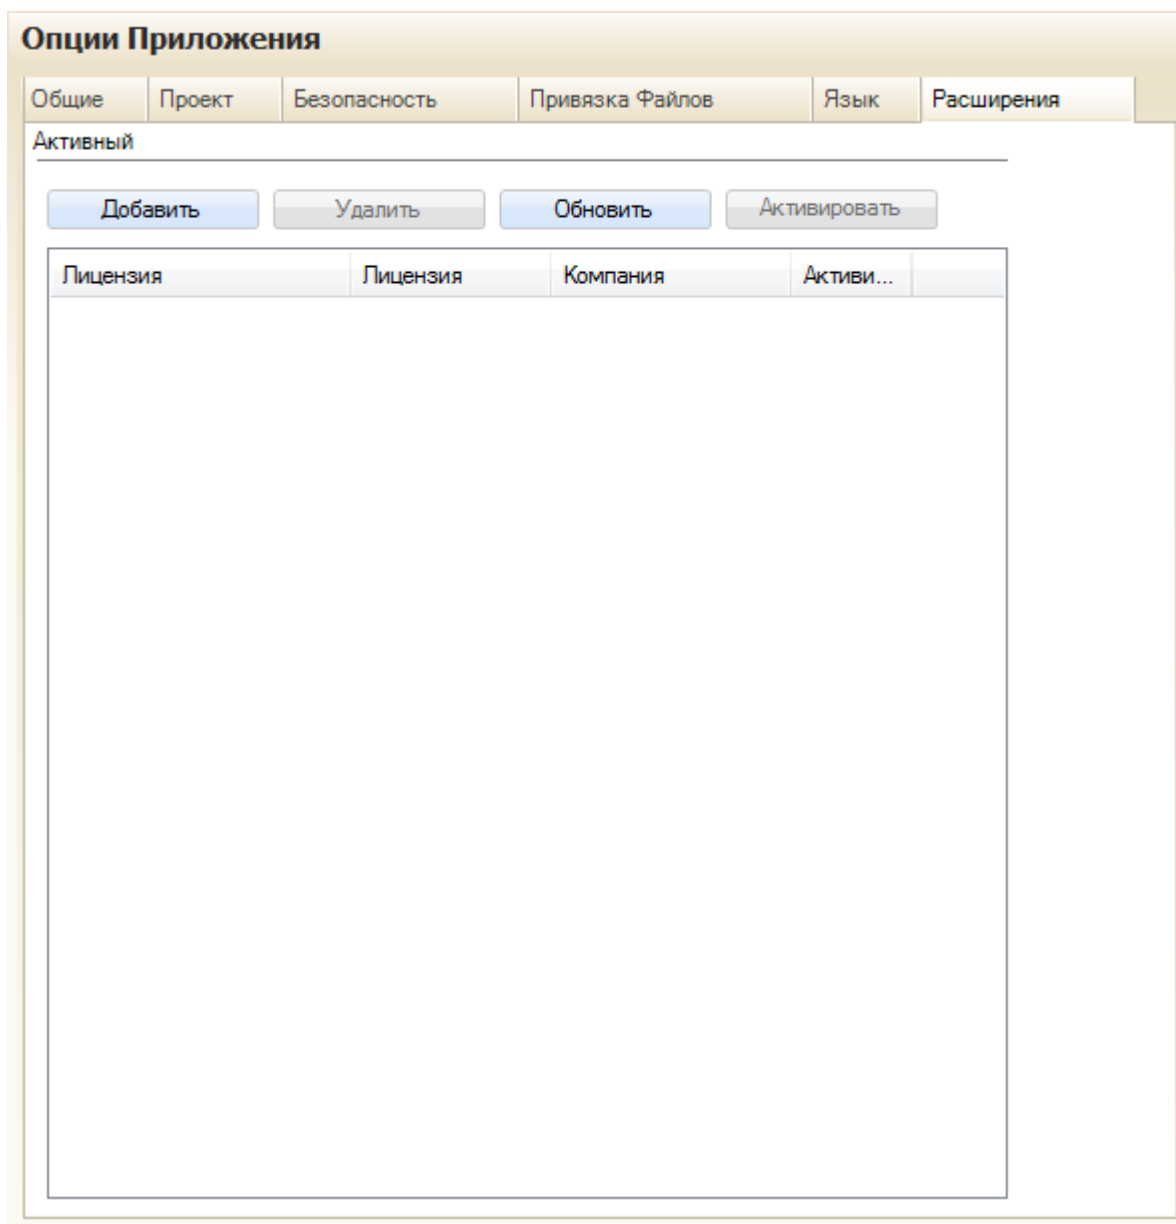 Опции Приложения
Общие Проект Безопасность Привязка Файлов Язык Расширения
Активный
Добавить Удалить Обновить Активировать
Лицензия Лицензия Компания Активи...